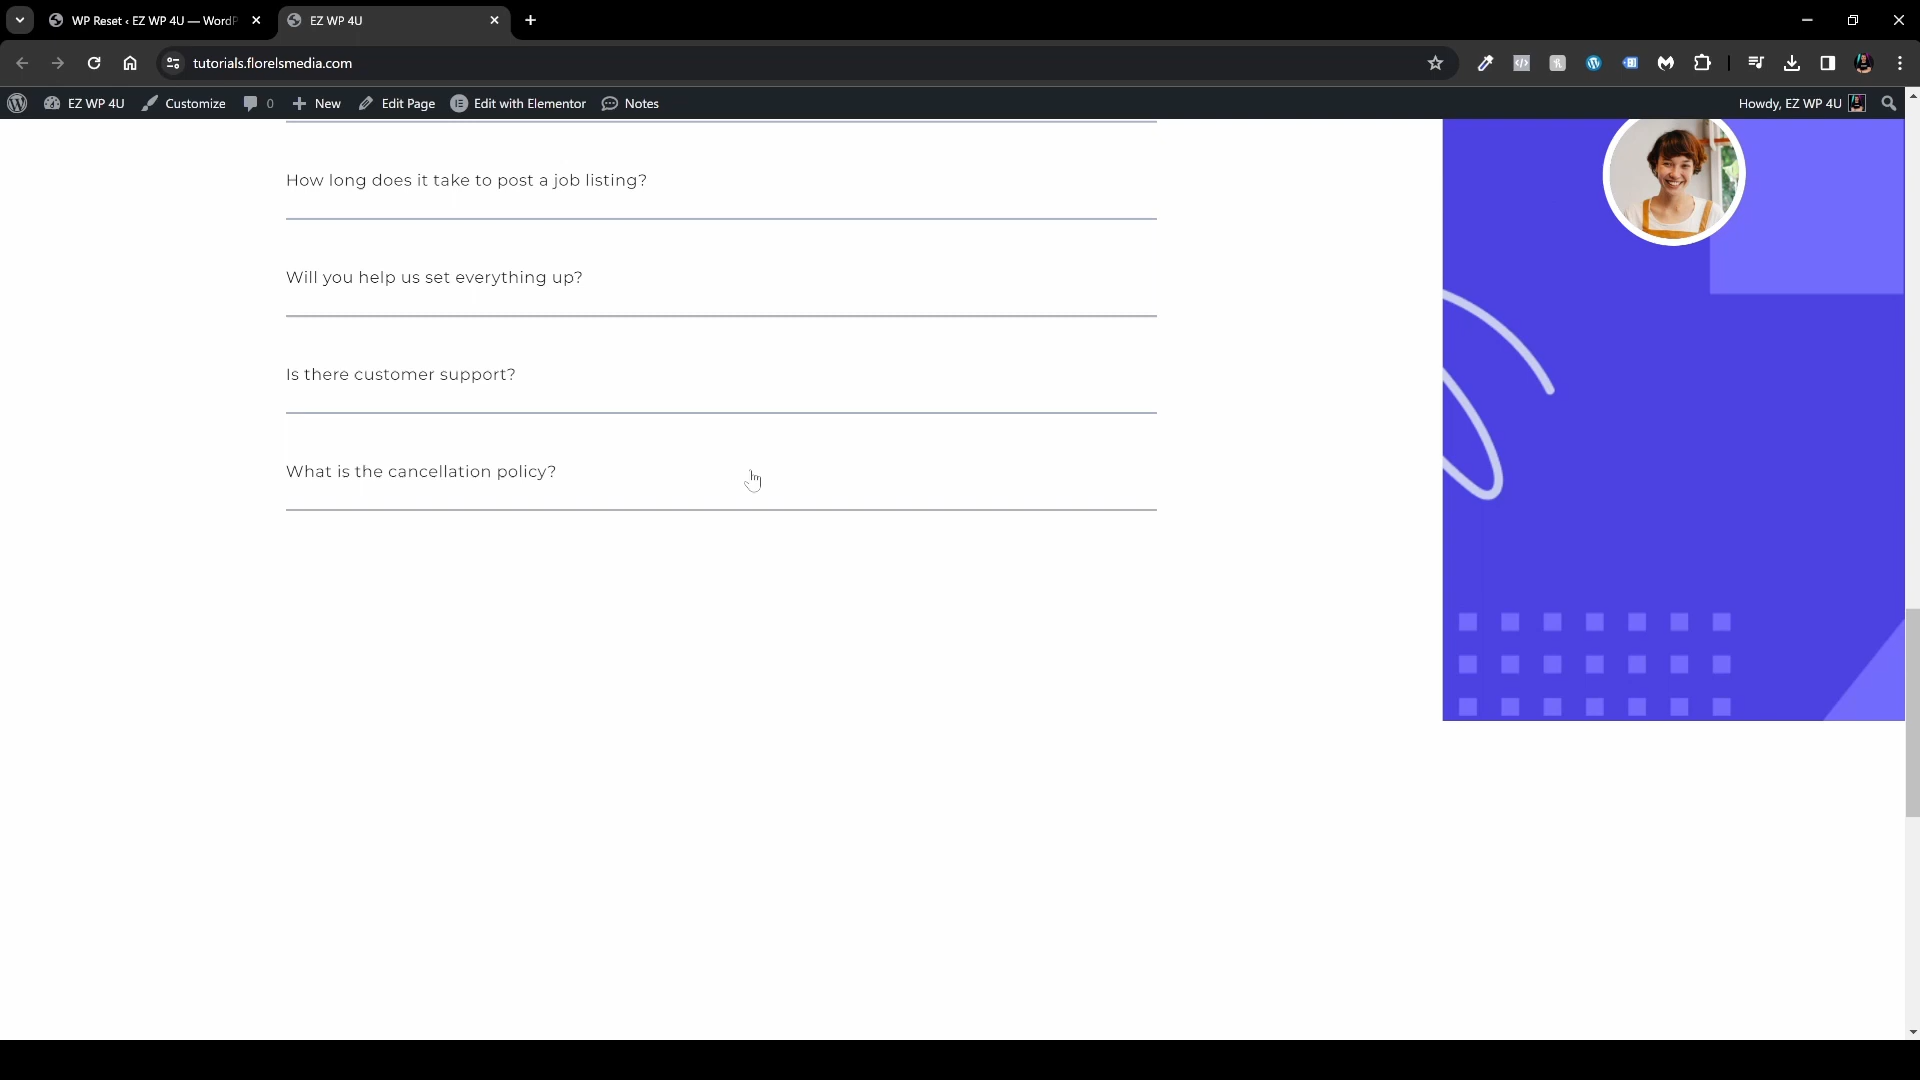 WP Reset ‹ EZ WP 4U — WordP
EZ WP 4U
tutorials.florelsmedia.com
EZ WP 4U
Customize
0
New
Edit Page
Edit with Elementor
Notes
Howdy, EZ WP 4U
How long does it take to post a job listing?
Will you help us set everything up?
Is there customer support?
What is the cancellation policy?